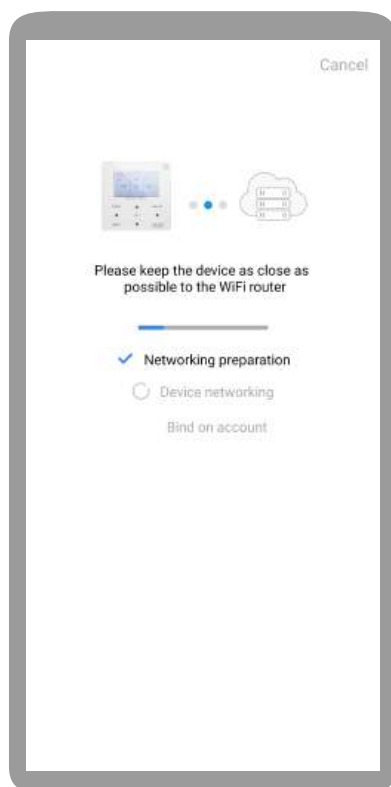 Cancel
Please keep the device as close as
possible to the WiFi router
Networking preparation
Device networking
Bind on account